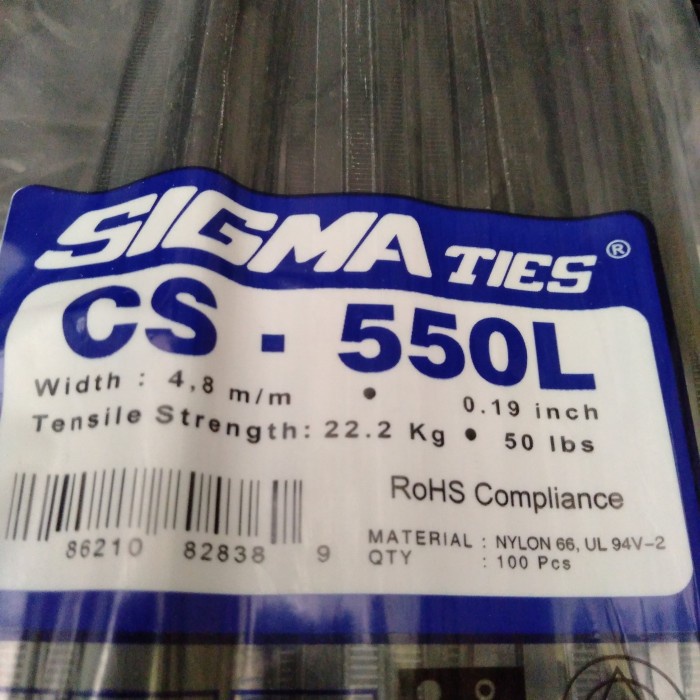 SIGMA TIES ®
CS - 550L
Width : 4,8 m/m • 0.19 inch
Tensile Strength: 22.2 Kg • 50 lbs
RoHS Compliance
86210 82838 9
MATERIAL : NYLON 66, UL 94V-2
QTY : 100 Pcs